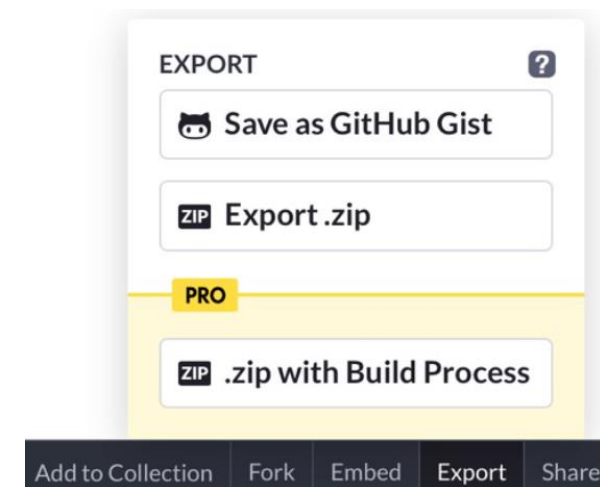 EXPORT ?
Save as GitHub Gist
ZIP Export .zip
PRO
ZIP .zip with Build Process
Add to Collection Fork Embed Export Share